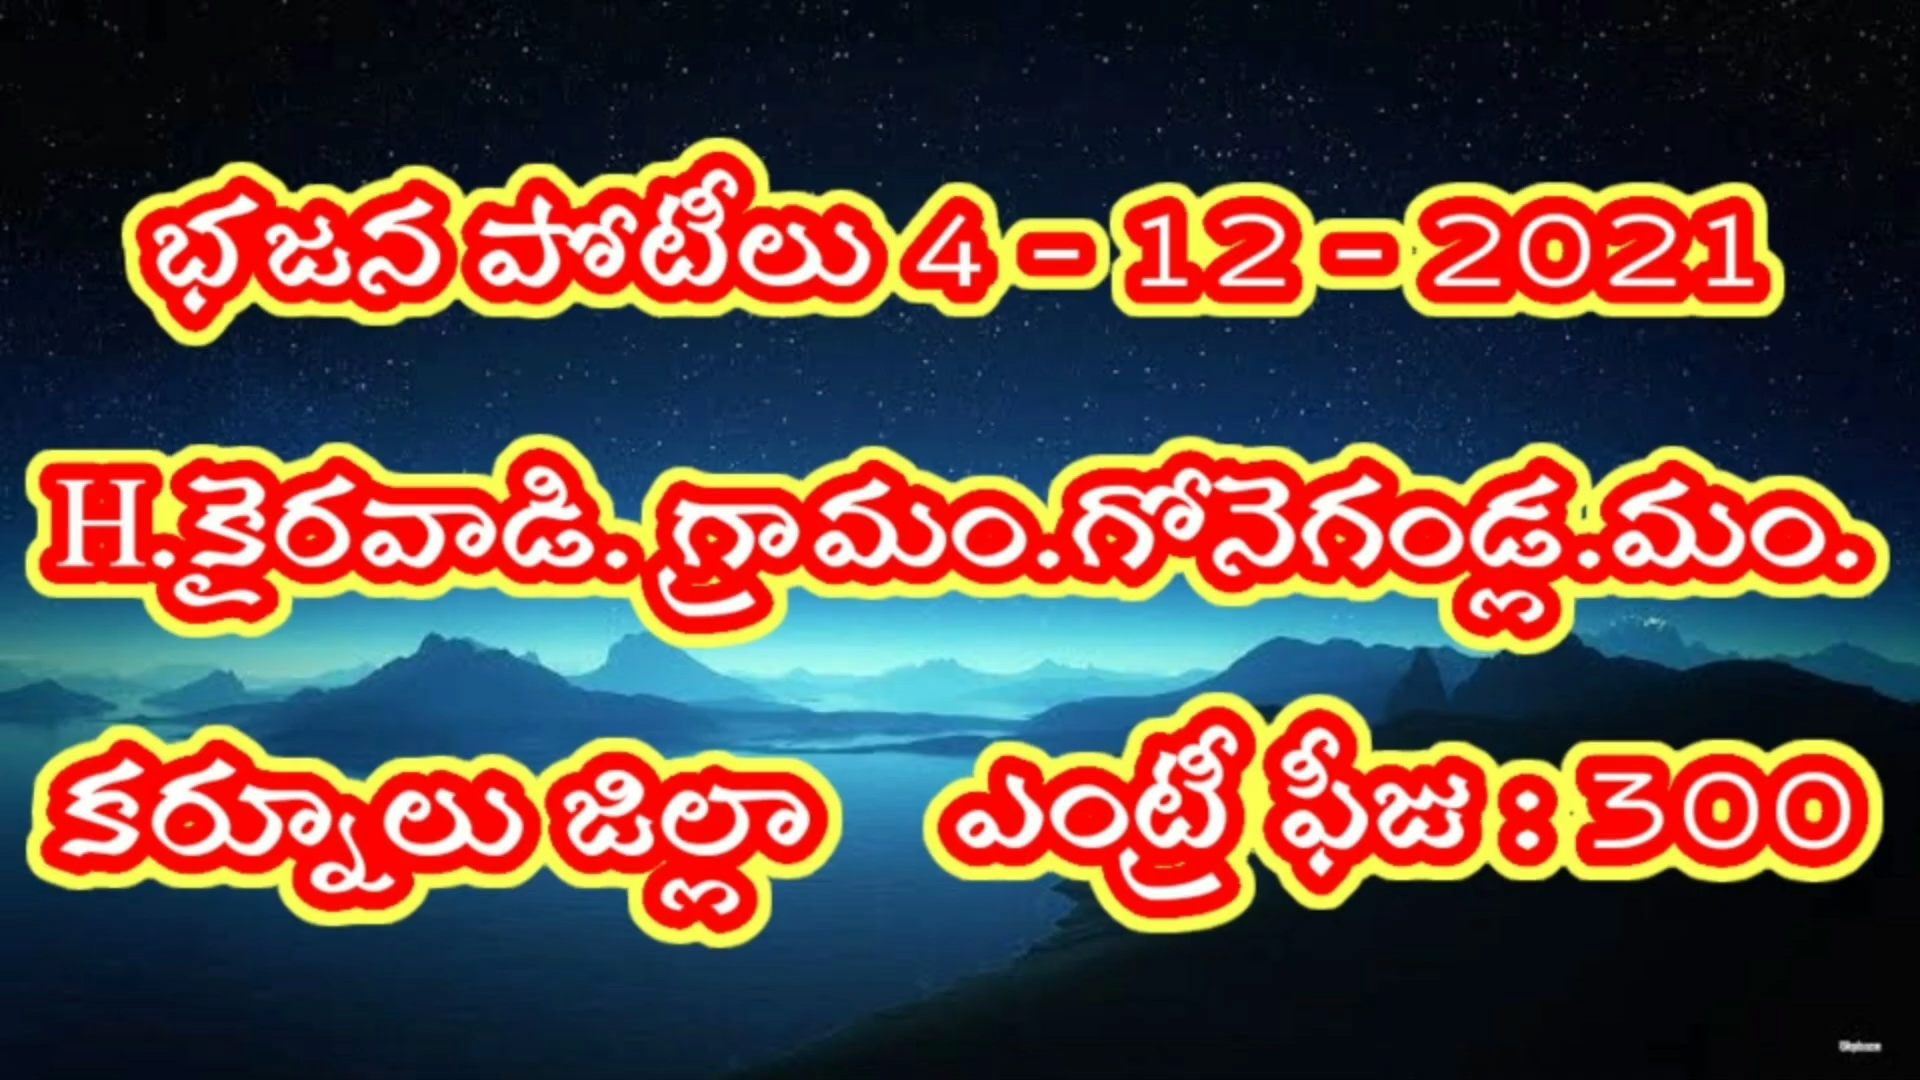 భజన పోటీలు 4 - 12 - 2021
H.కైరవాడి. గ్రామం.గోనెగండ్ల.మం.
కర్నూలు జిల్లా ఎంట్రీ ఫీజు : 300